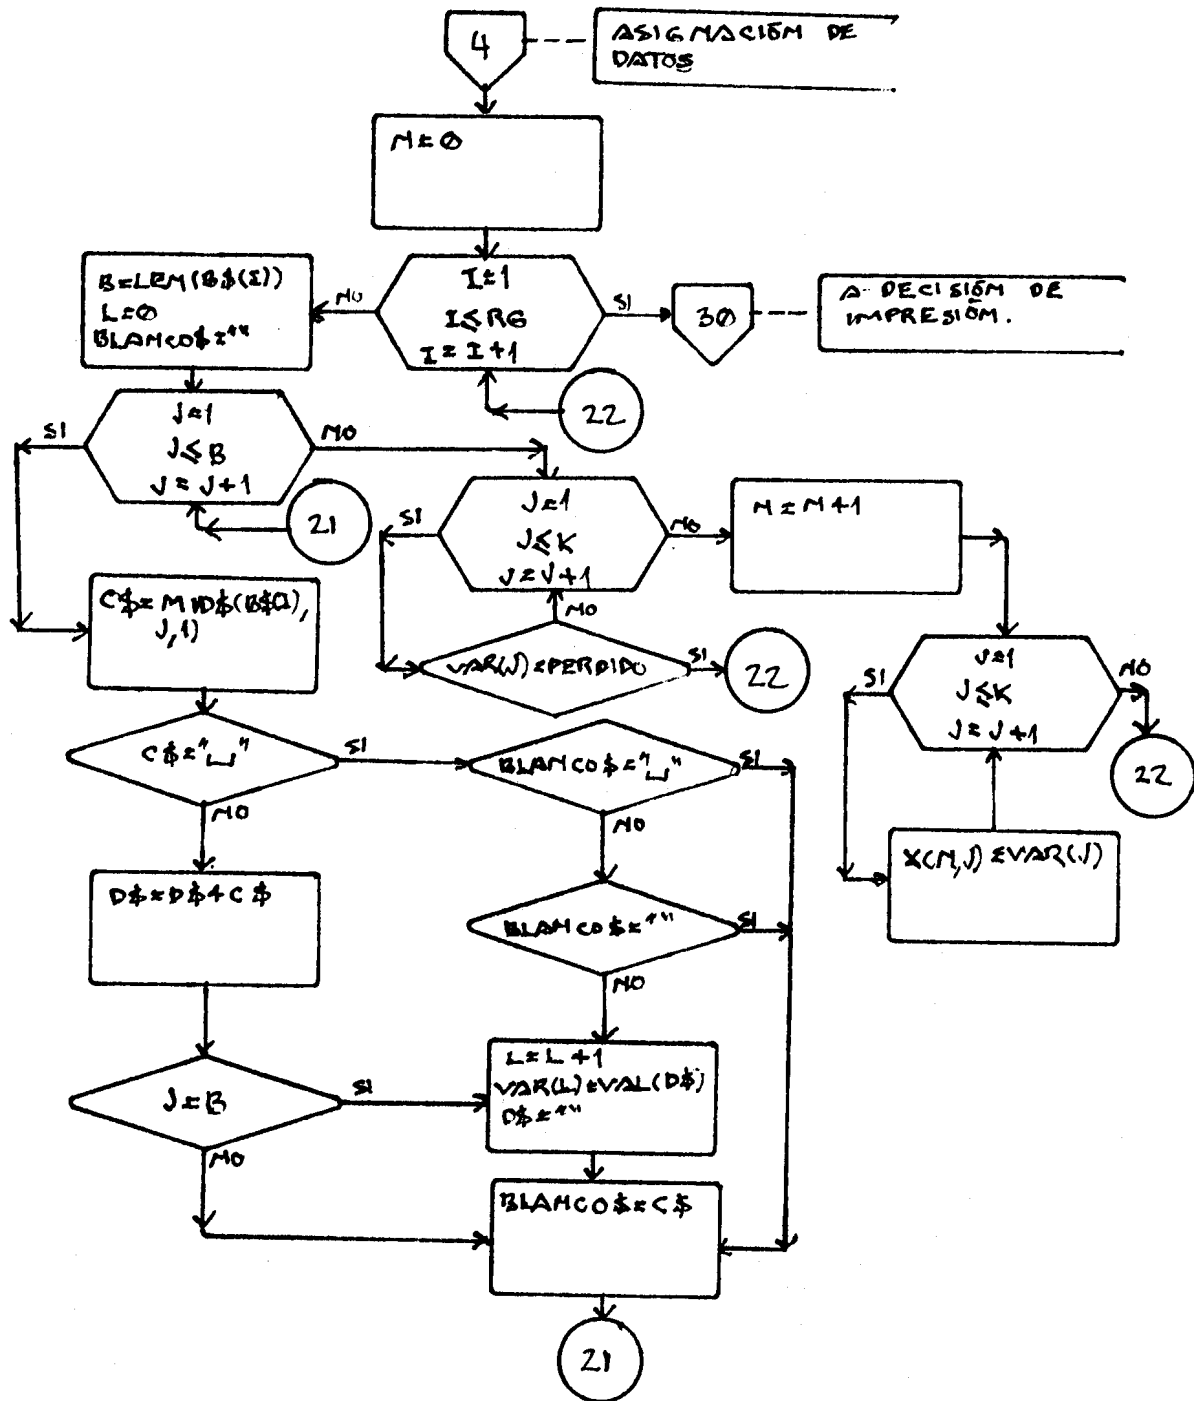 4
ASIGNACIÓN DE
DATOS
N=0
B=LEN(B$(I))
L=0
BLANCO$=""
NO
I=1
I≤RG
I=I+1
SI
30
A DECISIÓN DE
IMPRESIÓN.
22
SI
J=1
J≤B
J=J+1
NO
21
SI
J=1
J≤K
J=J+1
NO
N=N+1
C$=MID$(B$(I),
J,1)
NO
VAR(J)=PERDIDO
SI
22
SI
J=1
J≤K
J=J+1
NO
22
C$="␣"
SI
NO
BLANCO$="␣"
SI
NO
X(N,J)=VAR(J)
D$=D$+C$
BLANCO$=""
SI
NO
J=B
SI
NO
L=L+1
VAR(L)=VAL(D$)
D$=""
BLANCO$=C$
21